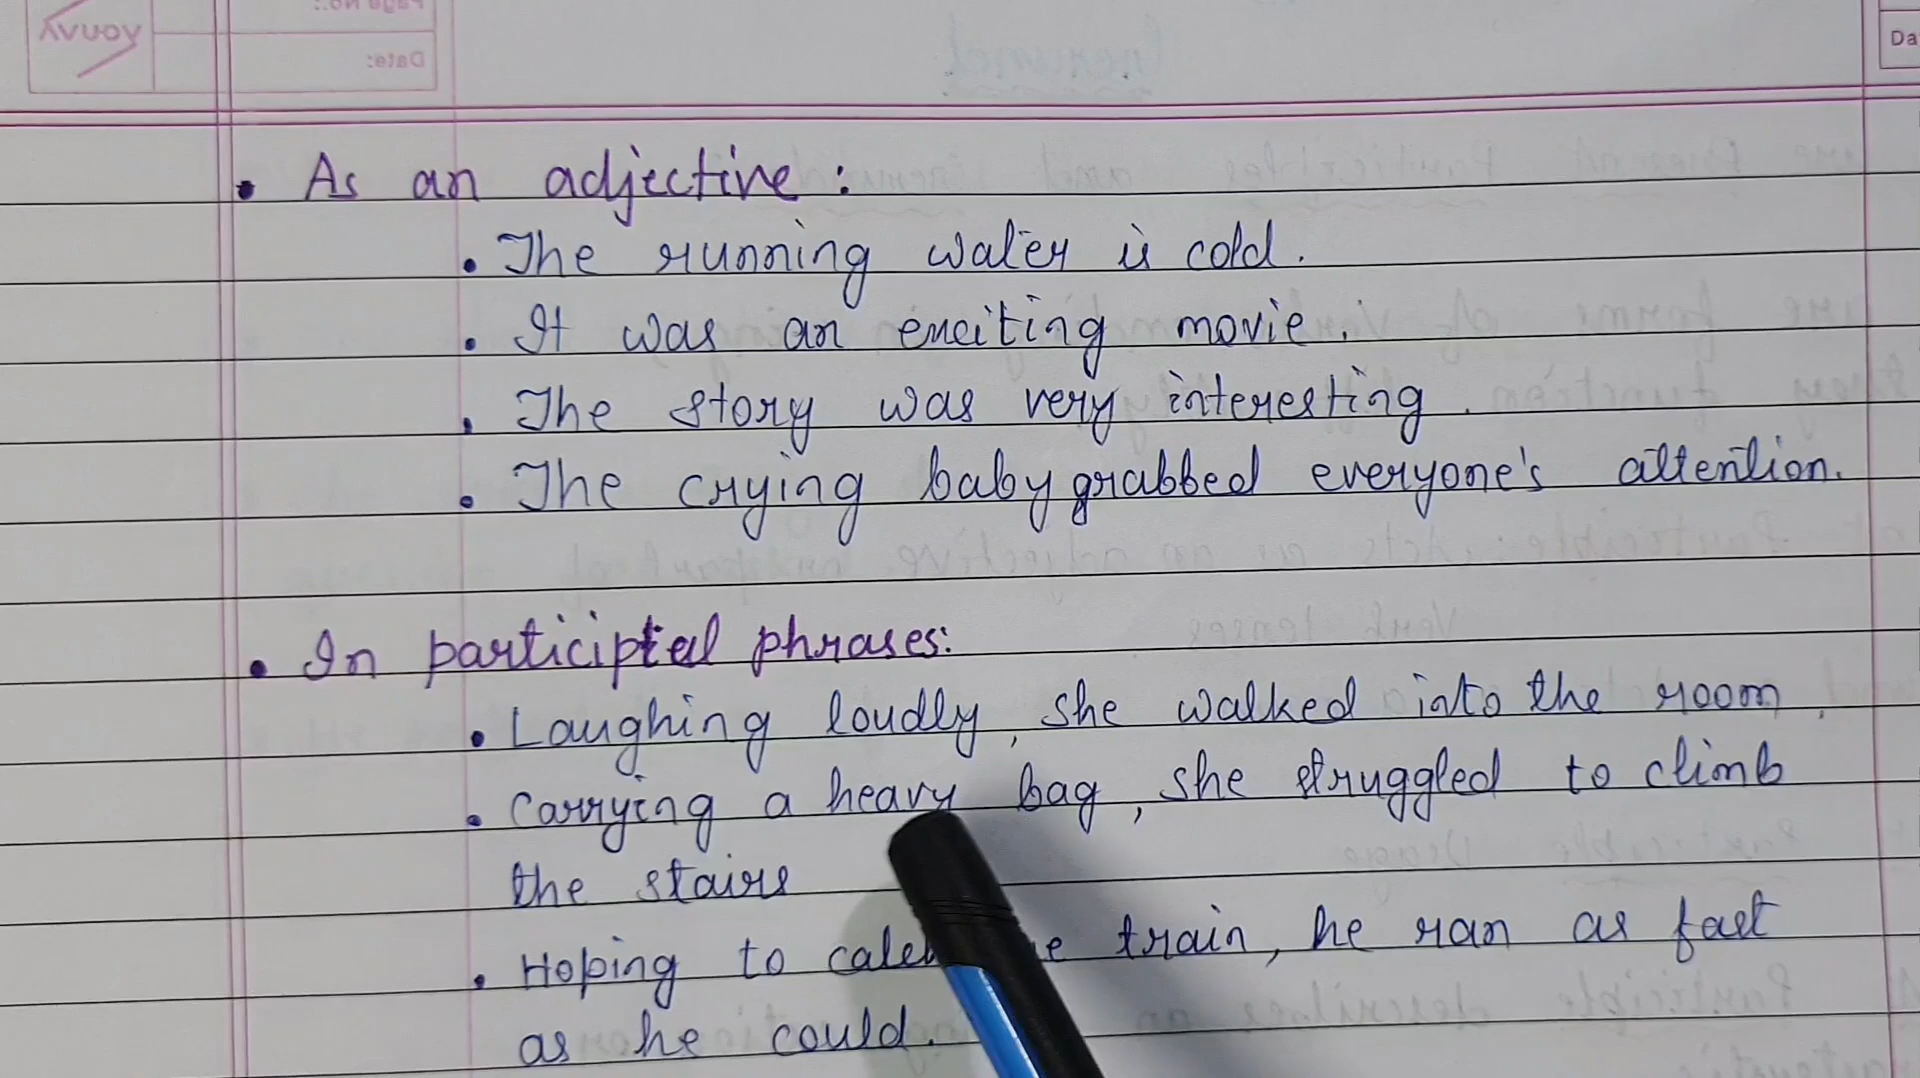 Date:
Da
• As an adjective :
• The running water is cold.
• It was an exciting movie.
• The story was very interesting.
• The crying baby grabbed everyone's attention.
• In participial phrases:
• Laughing loudly, she walked into the room.
• Carrying a heavy bag, she struggled to climb
the stairs
• Hoping to train, he ran as fast
as he could.